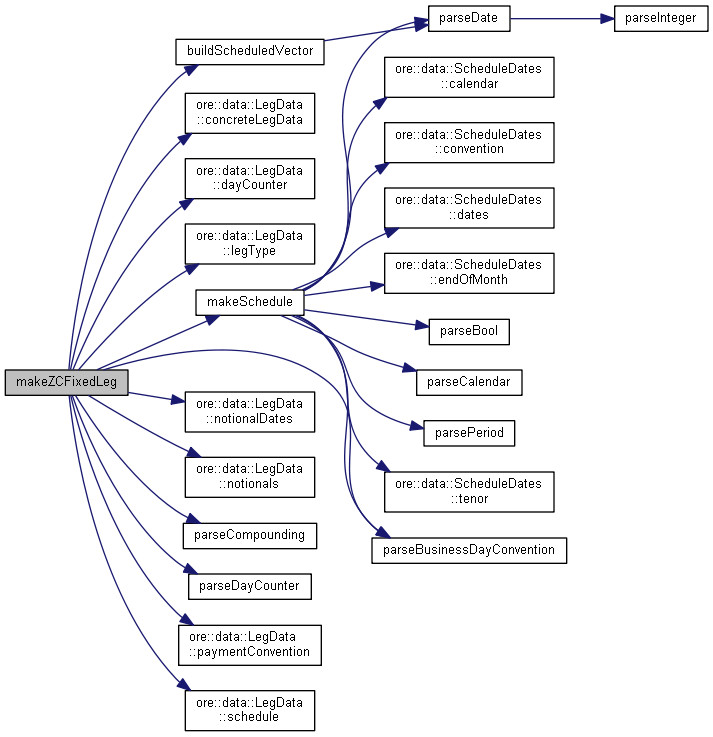 parseDate
parseInteger
buildScheduledVector
ore::data::ScheduleDates
::calendar
ore::data::LegData
::concreteLegData
ore::data::ScheduleDates
::convention
ore::data::LegData
::dayCounter
ore::data::ScheduleDates
::dates
ore::data::LegData
::legType
ore::data::ScheduleDates
::endOfMonth
makeSchedule
parseBool
makeZCFixedLeg
parseCalendar
ore::data::LegData
::notionalDates
parsePeriod
ore::data::LegData
::notionals
ore::data::ScheduleDates
::tenor
parseCompounding
parseBusinessDayConvention
parseDayCounter
ore::data::LegData
::paymentConvention
ore::data::LegData
::schedule